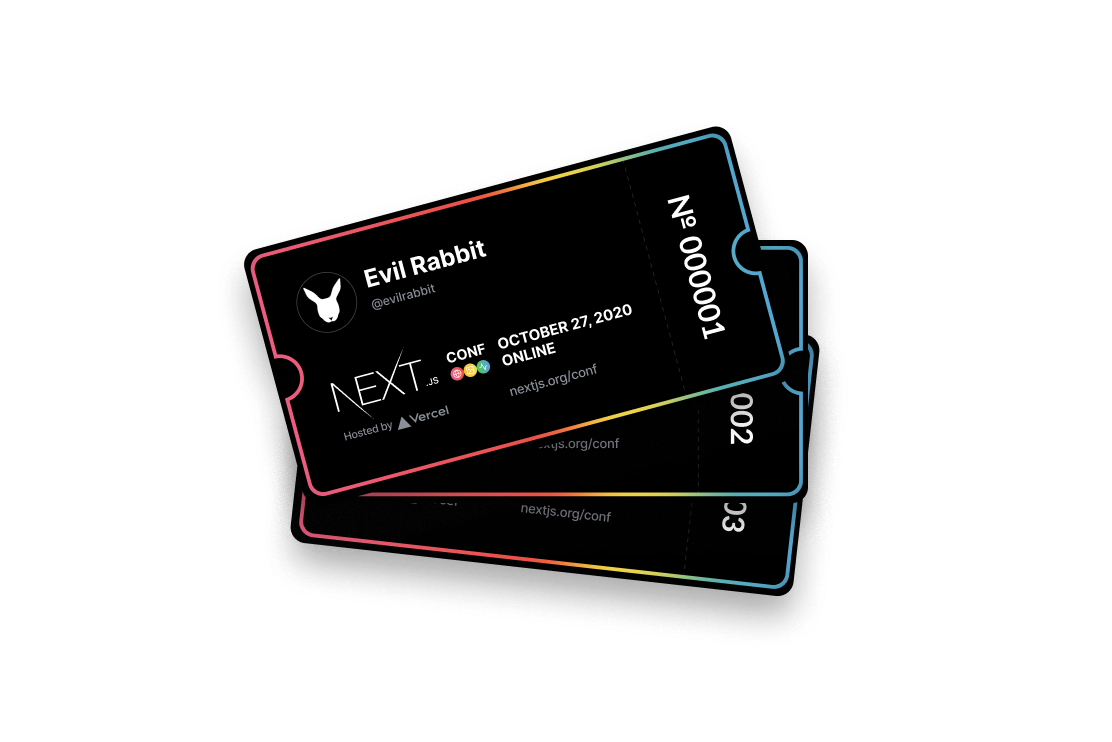 Evil Rabbit
@evilrabbit
Nº 000001
NEXT.JS
CONF
OCTOBER 27, 2020
ONLINE
Hosted by Vercel
nextjs.org/conf
002
.org/conf
03
nextjs.org/conf